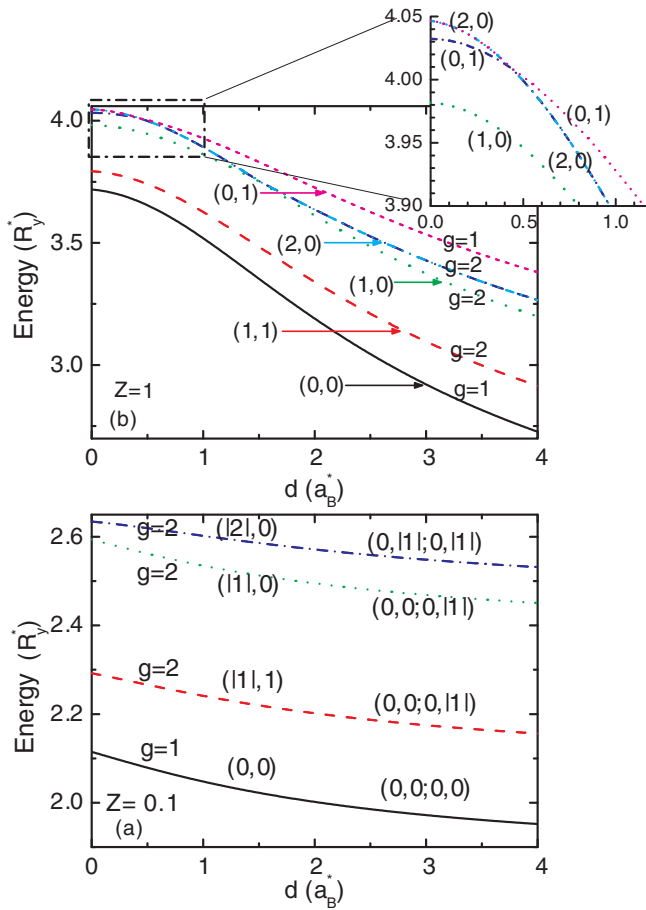 4.05
(2,0)
(0,1)
4.00
(0,1)
3.95
(1,0)
(2,0)
3.90
0.0
0.5
1.0
4.0
(0,1)
3.5
g=1
(2,0)
g=2
(1,0)
g=2
(1,1)
g=2
3.0
(0,0)
g=1
Z=1
(b)
Energy (R*y)
0
1
2
3
4
d (a*B)
2.6
g=2
(|2|,0)
(0,|1|;0,|1|)
g=2
(|1|,0)
(0,0;0,|1|)
2.4
g=2
(|1|,1)
(0,0;0,|1|)
2.2
g=1
(0,0)
(0,0;0,0)
2.0
Z= 0.1
(a)
Energy (R*y)
0
1
2
3
4
d (a*B)